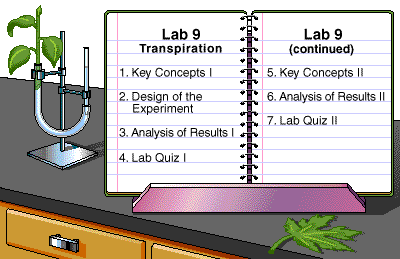 Lab 9
Transpiration
1. Key Concepts I
2. Design of the
Experiment
3. Analysis of Results I
4. Lab Quiz I
Lab 9
(continued)
5. Key Concepts II
6. Analysis of Results II
7. Lab Quiz II